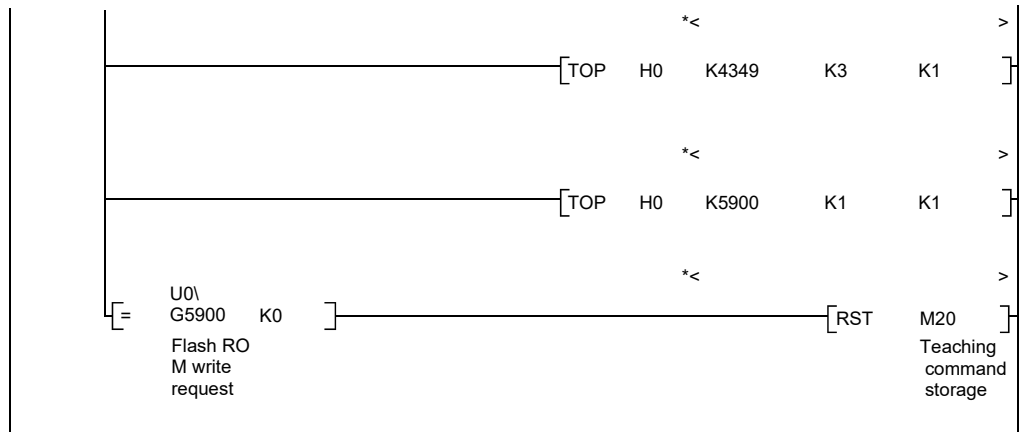 *< >
TOP H0 K4349 K3 K1
*< >
TOP H0 K5900 K1 K1
*< >
U0\
= G5900 K0 RST M20
Flash RO
M write
request
Teaching
command
storage